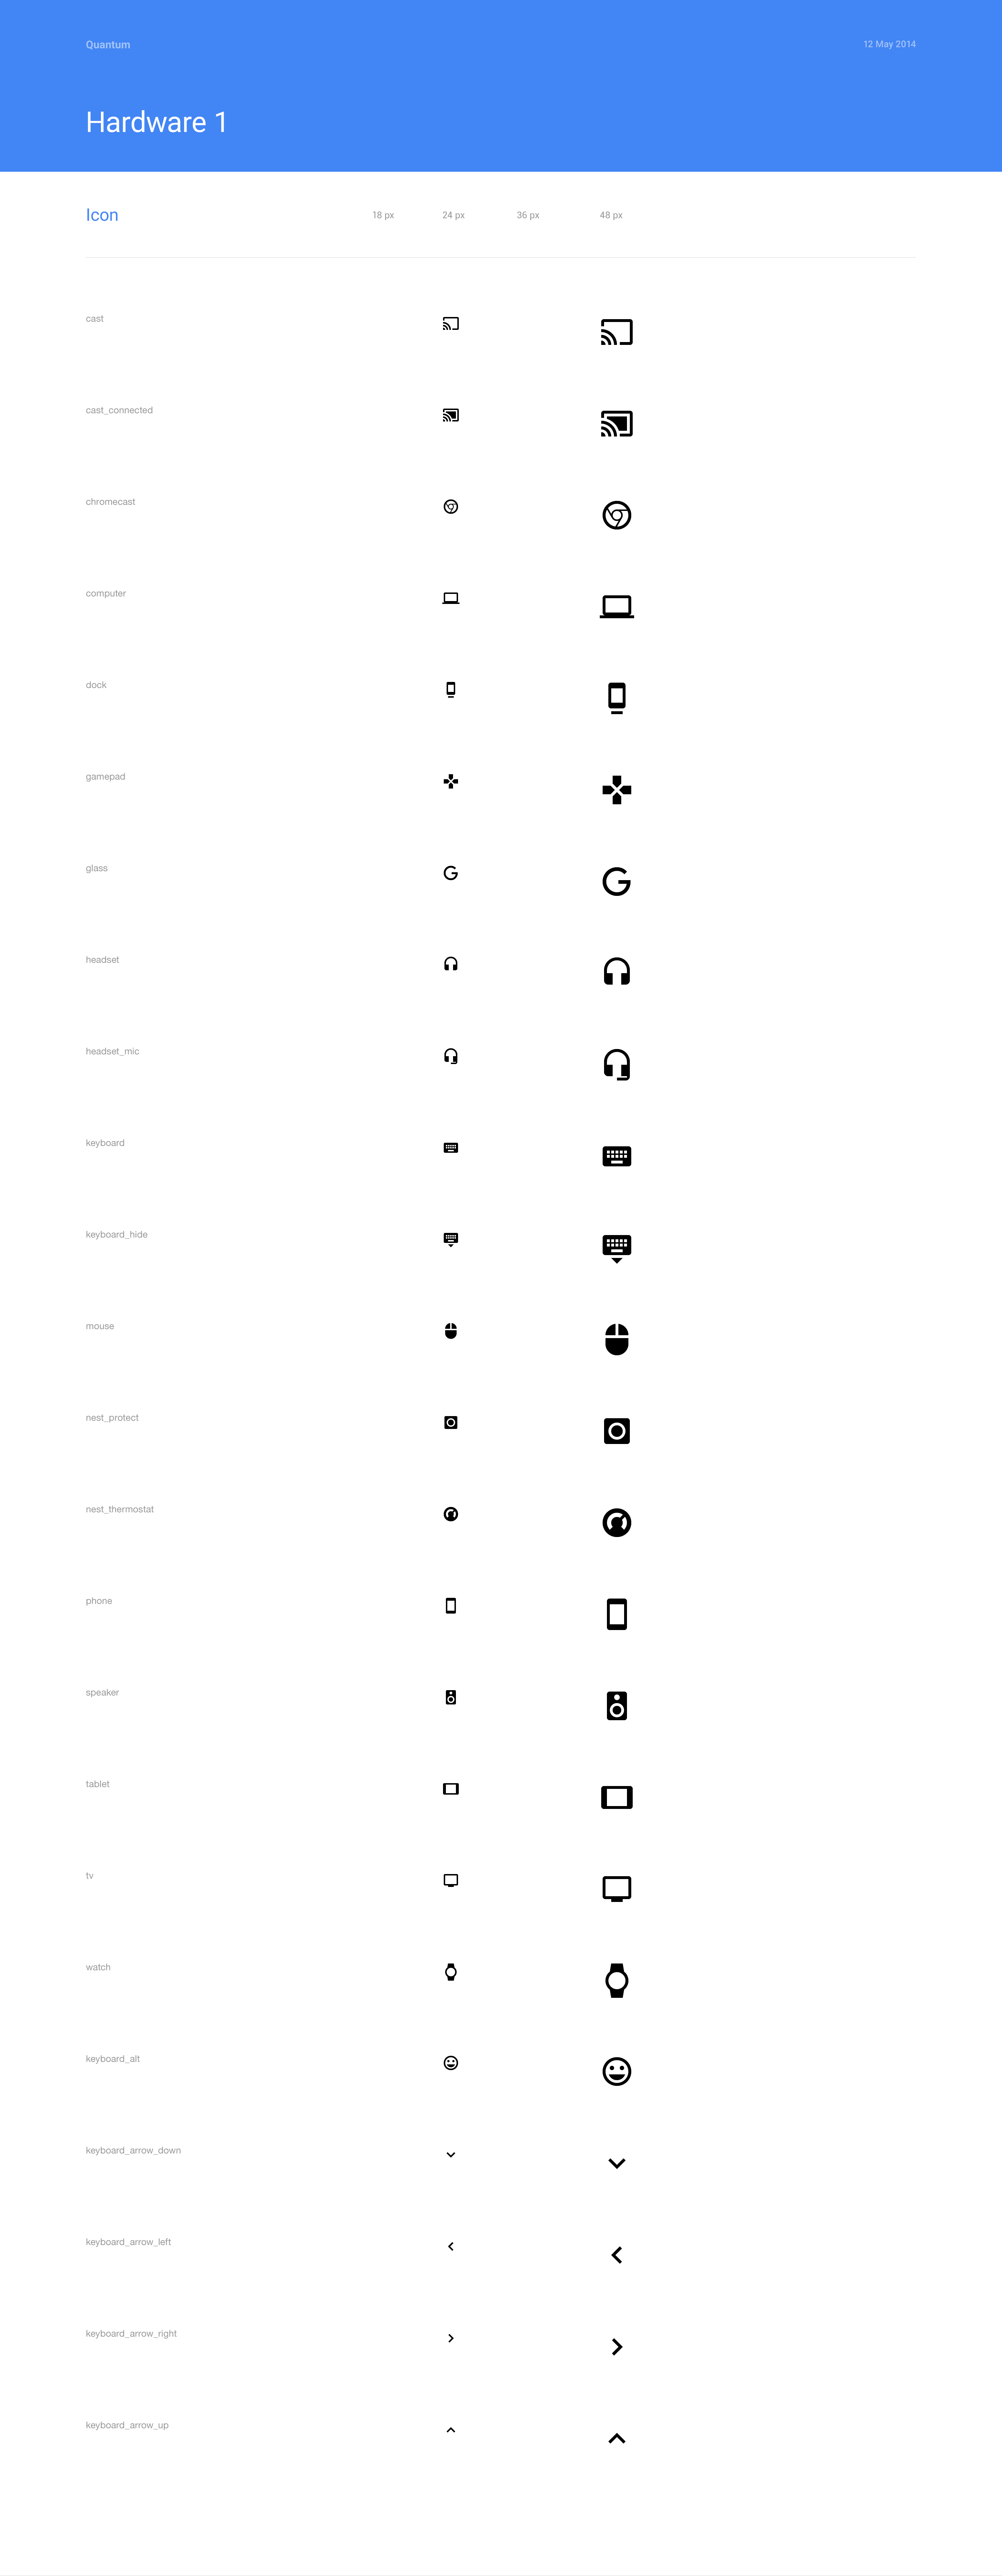 Quantum
12 May 2014
Hardware 1
Icon 18 px 24 px 36 px 48 px
cast
cast_connected
chromecast
computer
dock
gamepad
glass
headset
headset_mic
keyboard
keyboard_hide
mouse
nest_protect
nest_thermostat
phone
speaker
tablet
tv
watch
keyboard_alt
keyboard_arrow_down
keyboard_arrow_left
keyboard_arrow_right
keyboard_arrow_up